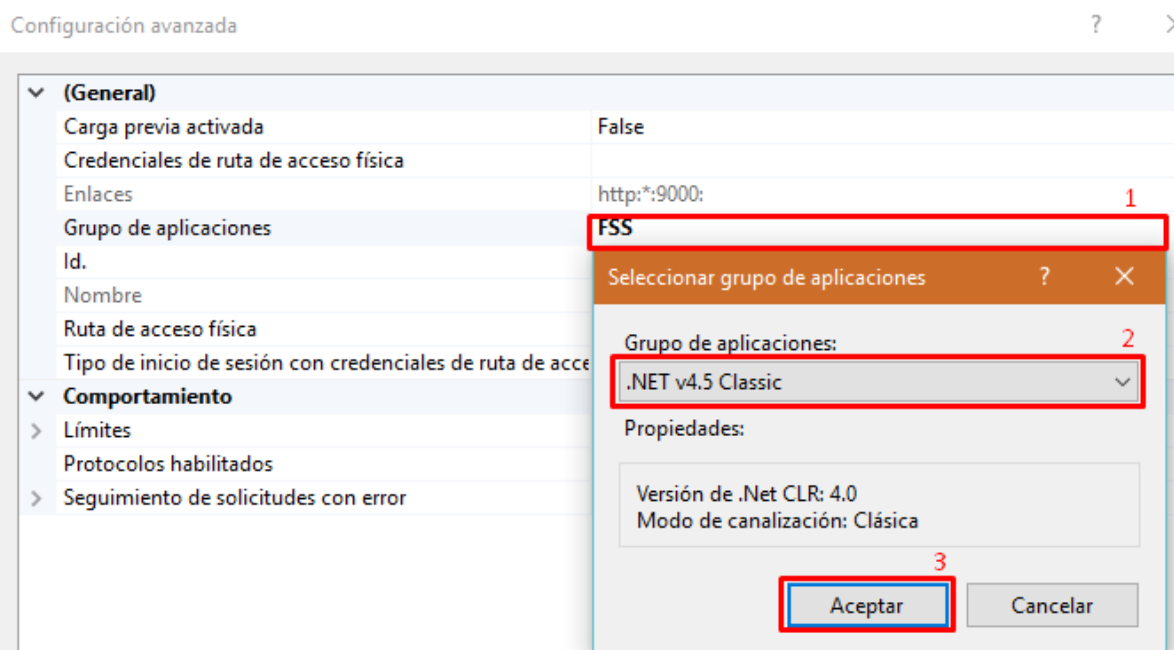 Configuración avanzada ?
(General)
Carga previa activada False
Credenciales de ruta de acceso física
Enlaces http:*:9000:
1
Grupo de aplicaciones FSS
Id.
Nombre
Ruta de acceso física
Tipo de inicio de sesión con credenciales de ruta de acce
Comportamiento
Límites
Protocolos habilitados
Seguimiento de solicitudes con error
Seleccionar grupo de aplicaciones ?
Grupo de aplicaciones:
2
.NET v4.5 Classic
Propiedades:
Versión de .Net CLR: 4.0
Modo de canalización: Clásica
3
Aceptar Cancelar